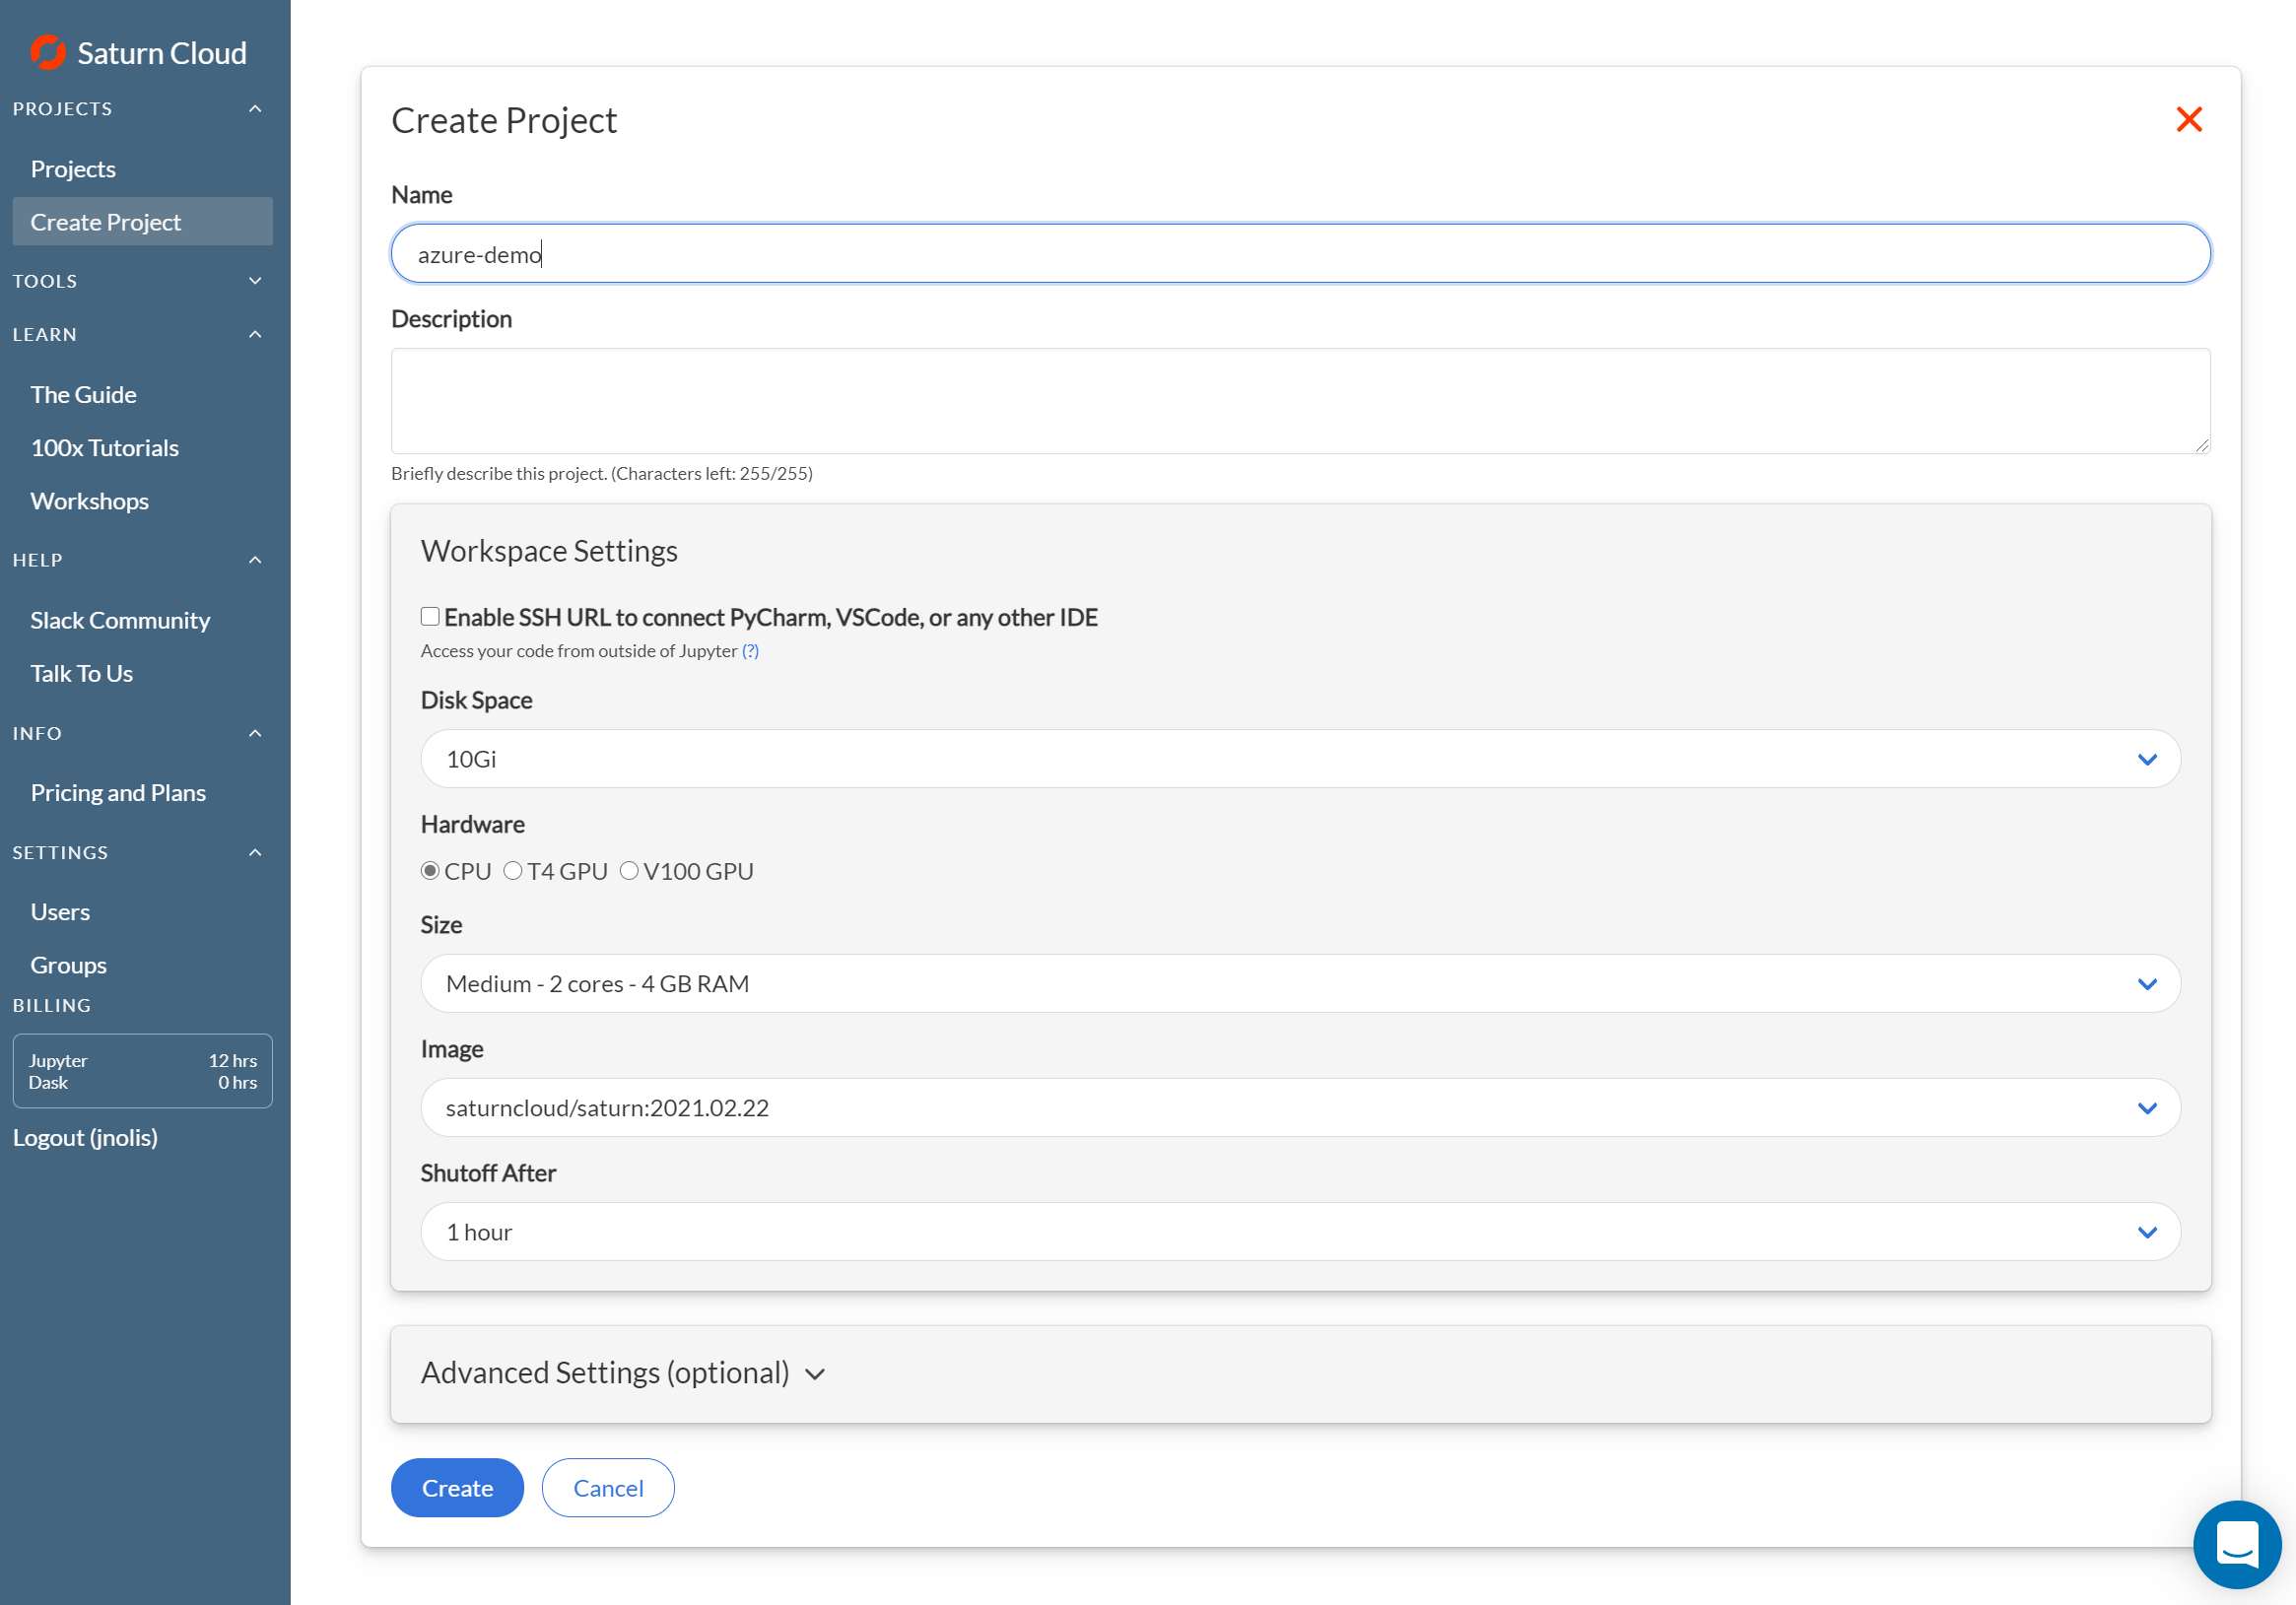 Saturn Cloud
PROJECTS
Projects
Create Project
TOOLS
LEARN
The Guide
100x Tutorials
Workshops
HELP
Slack Community
Talk To Us
INFO
Pricing and Plans
SETTINGS
Users
Groups
BILLING
Jupyter 12 hrs
Dask 0 hrs
Logout (jnolis)
Create Project
Name
azure-demo
Description
Briefly describe this project. (Characters left: 255/255)
Workspace Settings
Enable SSH URL to connect PyCharm, VSCode, or any other IDE
Access your code from outside of Jupyter (?)
Disk Space
10Gi
Hardware
CPU T4 GPU V100 GPU
Size
Medium - 2 cores - 4 GB RAM
Image
saturncloud/saturn:2021.02.22
Shutoff After
1 hour
Advanced Settings (optional)
Create Cancel